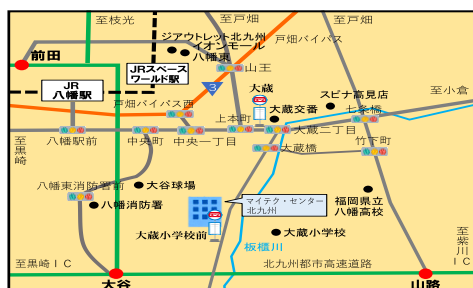 至枝光
至戸畑
至戸畑
ジアウトレット北九州
イオンモール
八幡東
戸畑バイパス
前田
JRスペース
ワールド駅
山王
3
JR
八幡駅
大蔵
至小倉
戸畑バイパス西
大蔵交番
スピナ高見店
七条橋
上本町
大蔵二丁目
至黒崎
八幡駅前
中央町
中央一丁目
大蔵橋
竹下町
八幡東消防署前
大谷球場
八幡消防署
マイテク・センター
北九州
福岡県立
八幡高校
大蔵小学校前
大蔵小学校
板櫃川
至紫川IC
至黒崎IC
北九州都市高速道路
大谷
山路